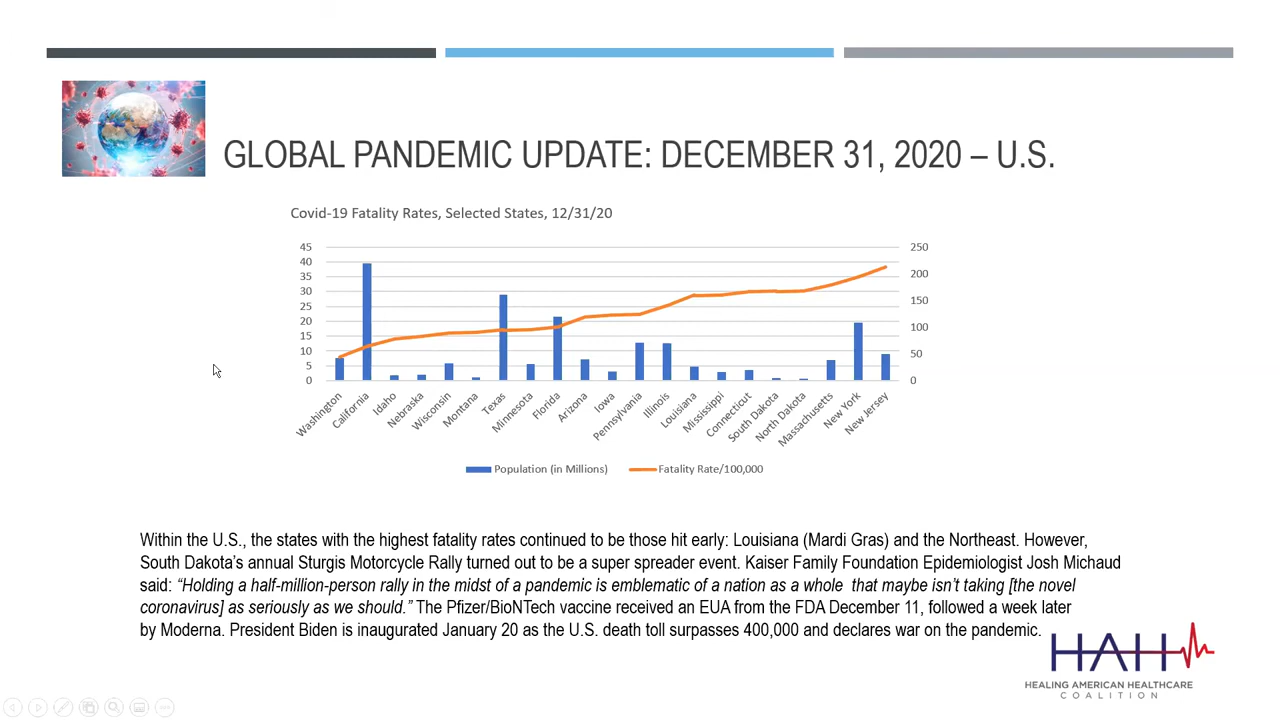 GLOBAL PANDEMIC UPDATE: DECEMBER 31, 2020 – U.S.
Covid-19 Fatality Rates, Selected States, 12/31/20
45
40
35
30
25
20
15
10
5
0
250
200
150
100
50
0
Washington
California
Idaho
Nebraska
Wisconsin
Montana
Texas
Minnesota
Florida
Arizona
Iowa
Pennsylvania
Illinois
Louisiana
Mississippi
Connecticut
South Dakota
North Dakota
Massachusetts
New York
New Jersey
Population (in Millions)
Fatality Rate/100,000
Within the U.S., the states with the highest fatality rates continued to be those hit early: Louisiana (Mardi Gras) and the Northeast. However,
South Dakota's annual Sturgis Motorcycle Rally turned out to be a super spreader event. Kaiser Family Foundation Epidemiologist Josh Michaud
said: “Holding a half-million-person rally in the midst of a pandemic is emblematic of a nation as a whole that maybe isn't taking [the novel
coronavirus] as seriously as we should.” The Pfizer/BioNTech vaccine received an EUA from the FDA December 11, followed a week later
by Moderna. President Biden is inaugurated January 20 as the U.S. death toll surpasses 400,000 and declares war on the pandemic.
HAH
HEALING AMERICAN HEALTHCARE
COALITION